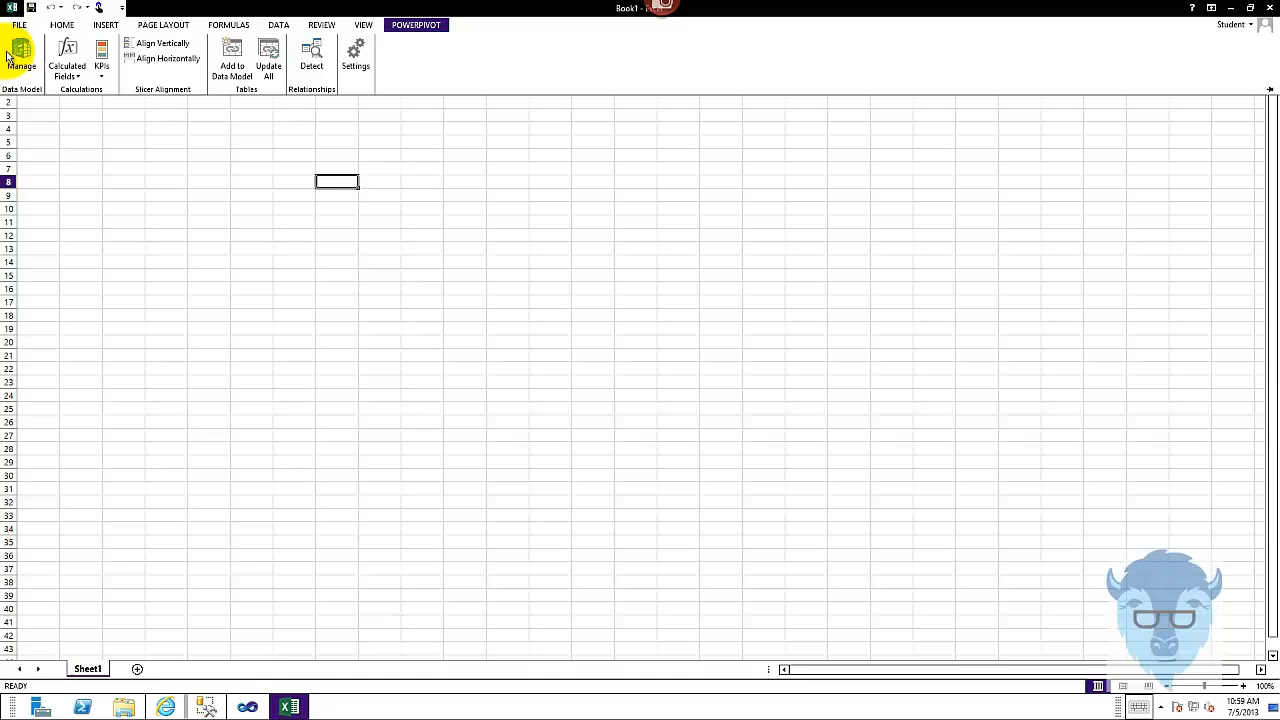 Book1 - Excel
Student
FILE HOME INSERT PAGE LAYOUT FORMULAS DATA REVIEW VIEW POWERPIVOT
Manage
Calculated Fields
KPIs
Align Vertically
Align Horizontally
Add to Data Model
Update All
Detect
Settings
Data Model Calculations Slicer Alignment Tables Relationships
2
3
4
5
6
7
8
9
10
11
12
13
14
15
16
17
18
19
20
21
22
23
24
25
26
27
28
29
30
31
32
33
34
35
36
37
38
39
40
41
42
43
Sheet1
READY
100%
10:59 AM
7/5/2013